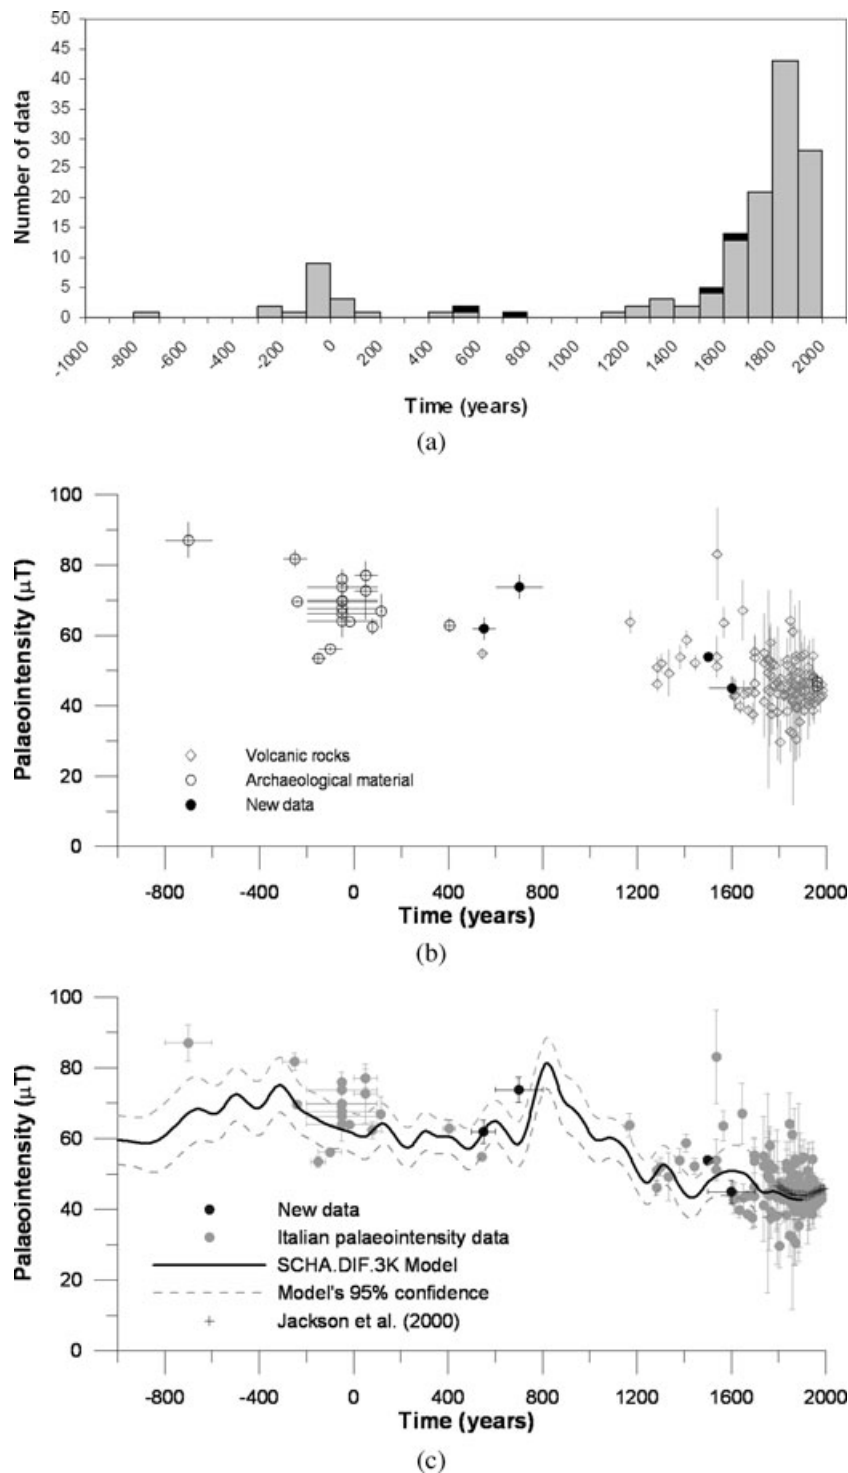 50
45
40
35
30
25
20
15
10
5
0
Number of data
-1000 -800 -600 -400 -200 0 200 400 600 800 1000 1200 1400 1600 1800 2000
Time (years)
(a)
100
80
60
40
20
0
Palaeointensity (μT)
Volcanic rocks
Archaeological material
New data
-800 -400 0 400 800 1200 1600 2000
Time (years)
(b)
100
80
60
40
20
0
Palaeointensity (μT)
New data
Italian palaeointensity data
SCHA.DIF.3K Model
Model's 95% confidence
Jackson et al. (2000)
-800 -400 0 400 800 1200 1600 2000
Time (years)
(c)